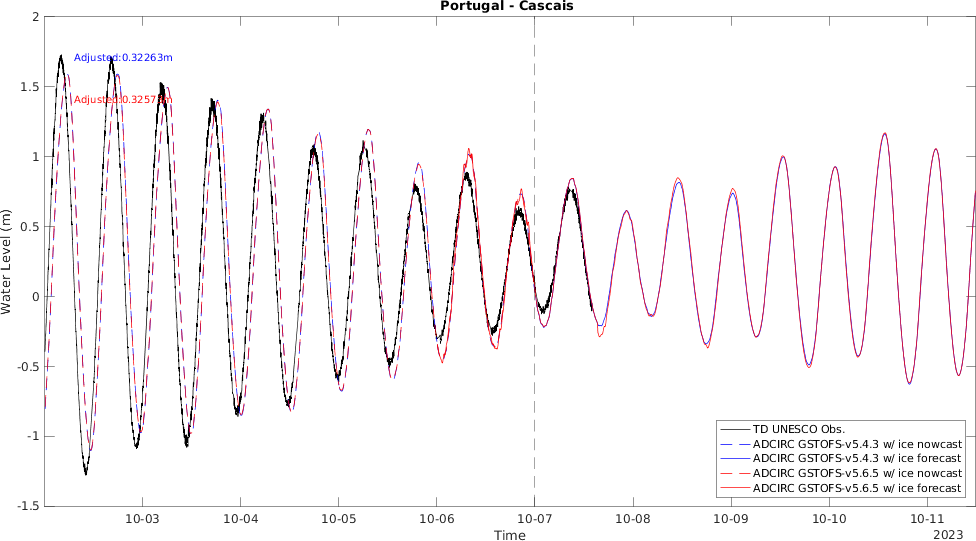 Portugal - Cascais
2
1.5
1
0.5
0
-0.5
-1
-1.5
Water Level (m)
Adjusted:0.32263m
Adjusted:0.3257
TD UNESCO Obs.
ADCIRC GSTOFS-v5.4.3 w/ ice nowcast
ADCIRC GSTOFS-v5.4.3 w/ ice forecast
ADCIRC GSTOFS-v5.6.5 w/ ice nowcast
ADCIRC GSTOFS-v5.6.5 w/ ice forecast
10-03 10-04 10-05 10-06 10-07 10-08 10-09 10-10 10-11
Time
2023